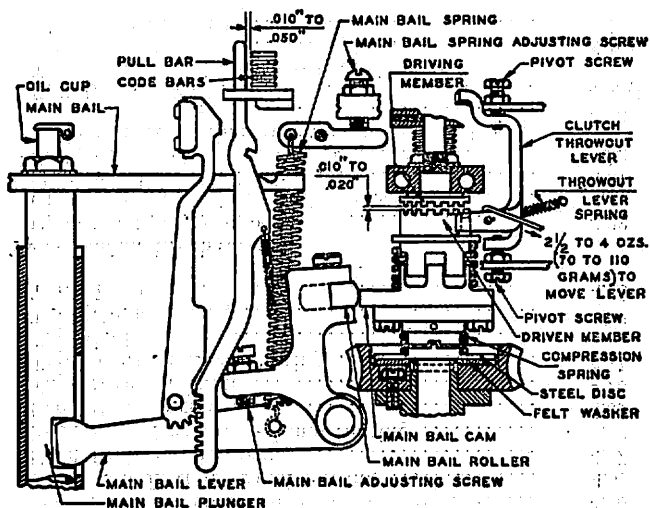 .010" TO
.050"
MAIN BAIL SPRING
MAIN BAIL SPRING ADJUSTING SCREW
PULL BAR
CODE BARS
DRIVING
MEMBER
PIVOT SCREW
OIL CUP
MAIN BAIL
CLUTCH
THROWOUT
LEVER
.010" TO
.020"
THROWOUT
LEVER
SPRING
2 1/2 TO 4 OZS.
(70 TO 110
GRAMS) TO
MOVE LEVER
PIVOT SCREW
DRIVEN MEMBER
COMPRESSION
SPRING
STEEL DISC
FELT WASHER
MAIN BAIL CAM
MAIN BAIL ROLLER
MAIN BAIL LEVER
MAIN BAIL ADJUSTING SCREW
MAIN BAIL PLUNGER